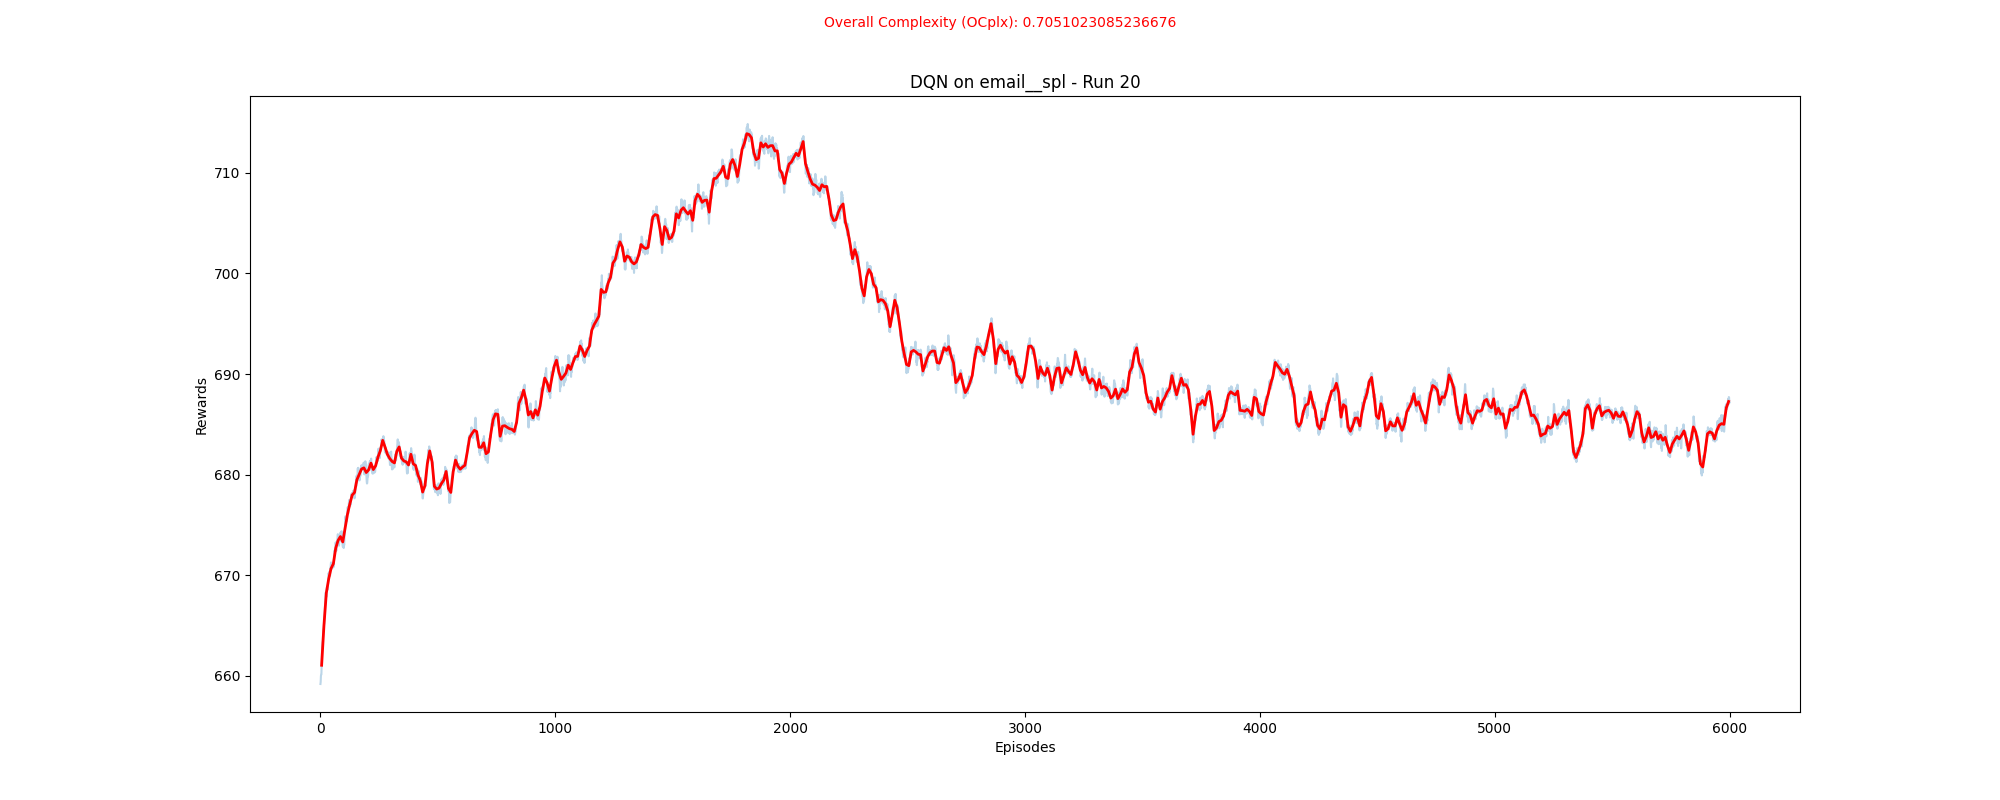 Overall Complexity (OCplx): 0.7051023085236676
DQN on email__spl - Run 20
Rewards
710
700
690
680
670
660
0 1000 2000 3000 4000 5000 6000
Episodes